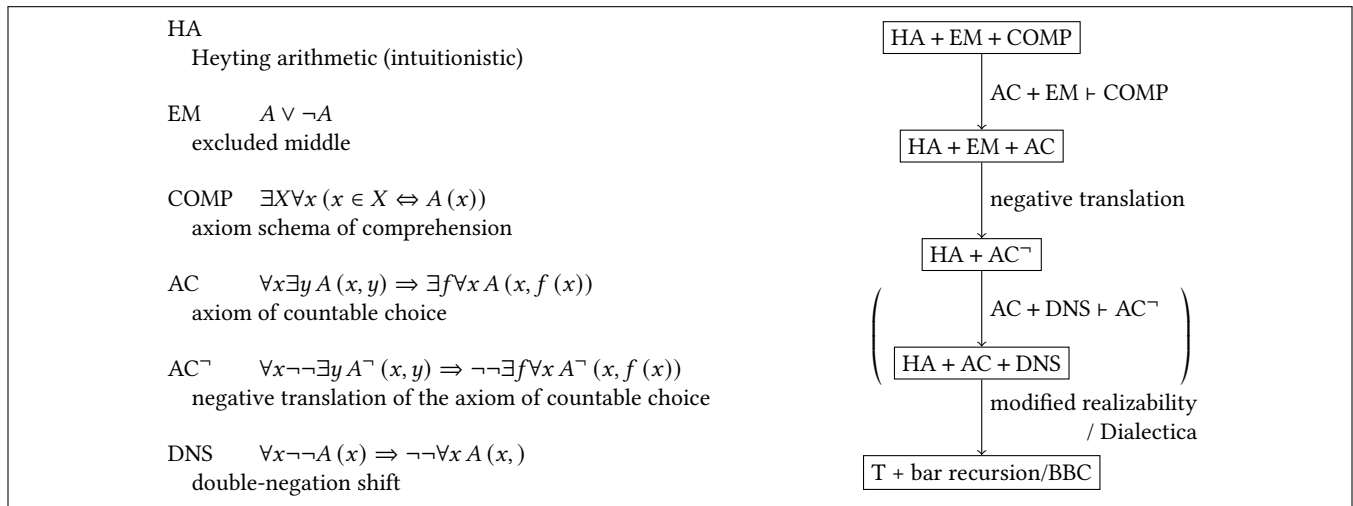 HA
Heyting arithmetic (intuitionistic)
EM A ∨ ¬A
excluded middle
COMP ∃X∀x (x ∈ X ⇔ A (x))
axiom schema of comprehension
AC ∀x∃y A (x, y) ⇒ ∃f∀x A (x, f (x))
axiom of countable choice
AC¬ ∀x¬¬∃y A¬ (x, y) ⇒ ¬¬∃f∀x A¬ (x, f (x))
negative translation of the axiom of countable choice
DNS ∀x¬¬A (x) ⇒ ¬¬∀x A (x,)
double-negation shift
HA + EM + COMP
AC + EM ⊢ COMP
HA + EM + AC
negative translation
HA + AC¬
AC + DNS ⊢ AC¬
HA + AC + DNS
modified realizability
/ Dialectica
T + bar recursion/BBC